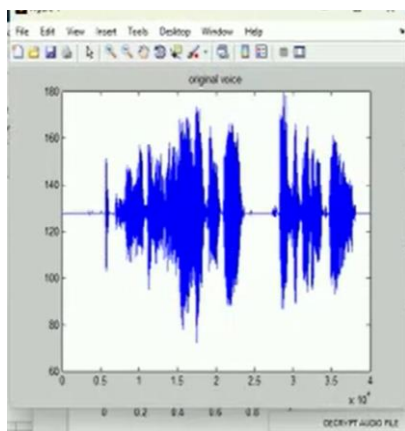 File Edit View Insert Tools Desktop Window Help
original voice
180
160
140
120
100
80
60
0 0.5 1 1.5 2 2.5 3 3.5 4
x 10^4
0 0.2 0.4 0.6 0.8
DECRYPT AUDIO FILE